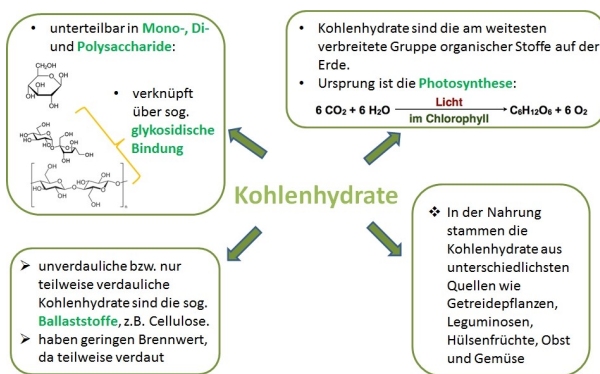 • unterteilbar in Mono-, Di-
und Polysaccharide:
• verknüpft
über sog.
glykosidische
Bindung
• Kohlenhydrate sind die am weitesten
verbreitete Gruppe organischer Stoffe auf der
Erde.
• Ursprung ist die Photosynthese:
6 CO₂ + 6 H₂O Licht C₆H₁₂O₆ + 6 O₂
im Chlorophyll
Kohlenhydrate
➢ unverdauliche bzw. nur
teilweise verdauliche
Kohlenhydrate sind die sog.
Ballaststoffe, z.B. Cellulose.
➢ haben geringen Brennwert,
da teilweise verdaut
❖ In der Nahrung
stammen die
Kohlenhydrate aus
unterschiedlichsten
Quellen wie
Getreidepflanzen,
Leguminosen,
Hülsenfrüchte, Obst
und Gemüse